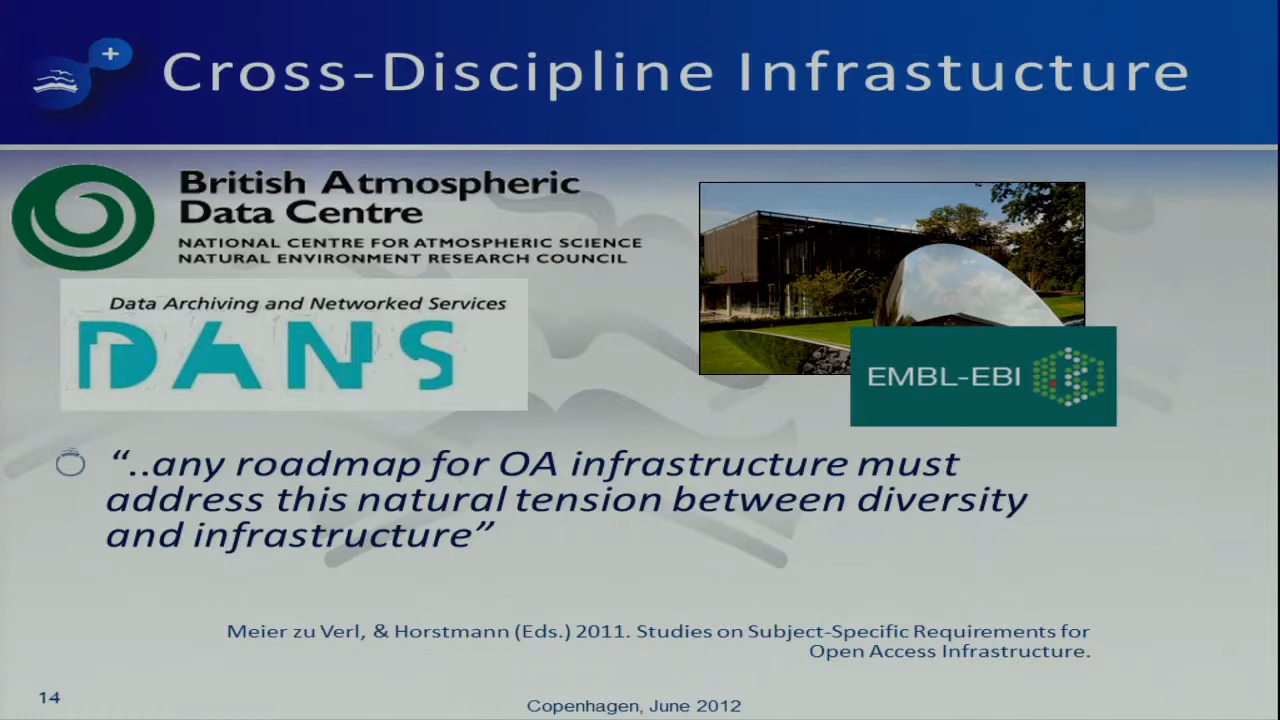 Cross-Discipline Infrastucture
British Atmospheric
Data Centre
NATIONAL CENTRE FOR ATMOSPHERIC SCIENCE
NATURAL ENVIRONMENT RESEARCH COUNCIL
Data Archiving and Networked Services
DANS
EMBL-EBI
“..any roadmap for OA infrastructure must
address this natural tension between diversity
and infrastructure”
Meier zu Verl, & Horstmann (Eds.) 2011. Studies on Subject-Specific Requirements for
Open Access Infrastructure.
14
Copenhagen, June 2012